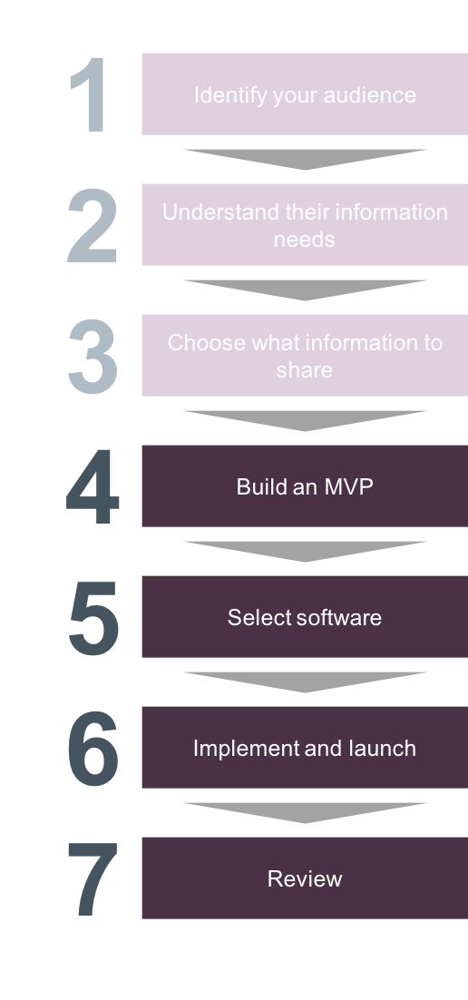 1
Identify your audience
2
Understand their information
needs
3
Choose what information to
share
4
Build an MVP
5
Select software
6
Implement and launch
7
Review